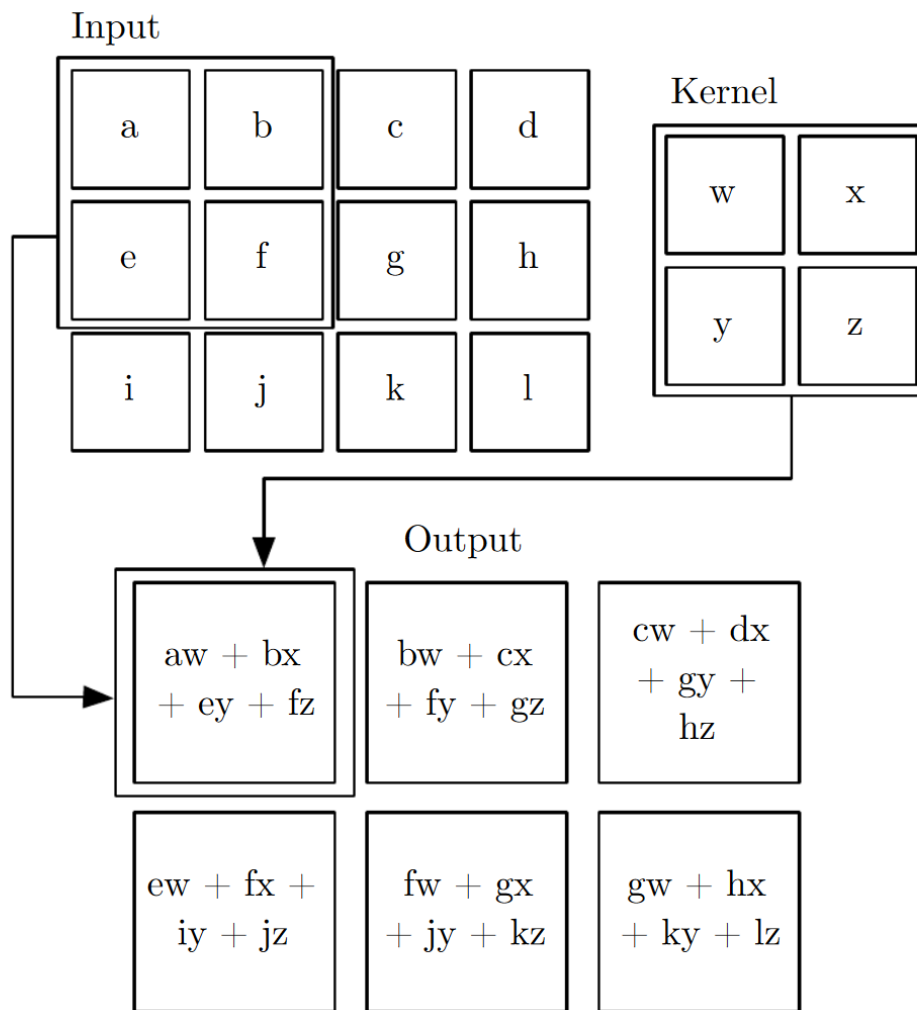 Input
a b c d
Kernel
w x
e f g h
y z
i j k l
Output
aw + bx
+ ey + fz
bw + cx
+ fy + gz
cw + dx
+ gy +
hz
ew + fx +
iy + jz
fw + gx
+ jy + kz
gw + hx
+ ky + lz